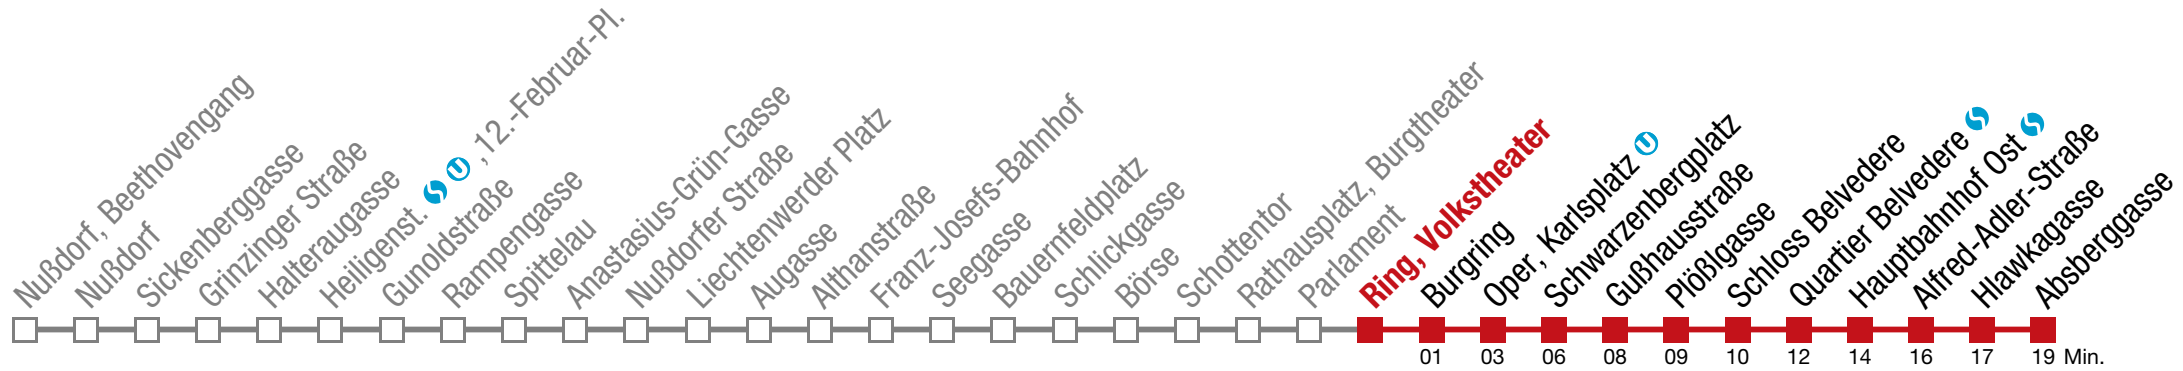 Nußdorf, Beethovengang
Nußdorf
Sickenberggasse
Grinzinger Straße
Halteraugasse
Heiligenst. S U , 12.-Februar-Pl.
Gunoldstraße
Rampengasse
Spittelau
Anastasius-Grün-Gasse
Nußdorfer Straße
Liechtenwerder Platz
Augasse
Althanstraße
Franz-Josefs-Bahnhof
Seegasse
Bauernfeldplatz
Schlickgasse
Börse
Schottentor
Rathausplatz, Burgtheater
Parlament
Ring, Volkstheater
Burgring
Oper, Karlsplatz U
Schwarzenbergplatz
Gußhausstraße
Plößlgasse
Schloss Belvedere
Quartier Belvedere S
Hauptbahnhof Ost S
Alfred-Adler-Straße
Hlawkagasse
Absberggasse
01 03 06 08 09 10 12 14 16 17 19 Min.